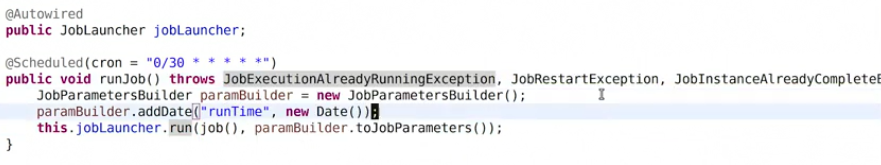 @Autowired
public JobLauncher jobLauncher;
@Scheduled(cron = "0/30 * * * * *")
public void runJob() throws JobExecutionAlreadyRunningException, JobRestartException, JobInstanceAlreadyCompleteE
JobParametersBuilder paramBuilder = new JobParametersBuilder();
paramBuilder.addDate("runTime", new Date());
this.jobLauncher.run(job(), paramBuilder.toJobParameters());
}